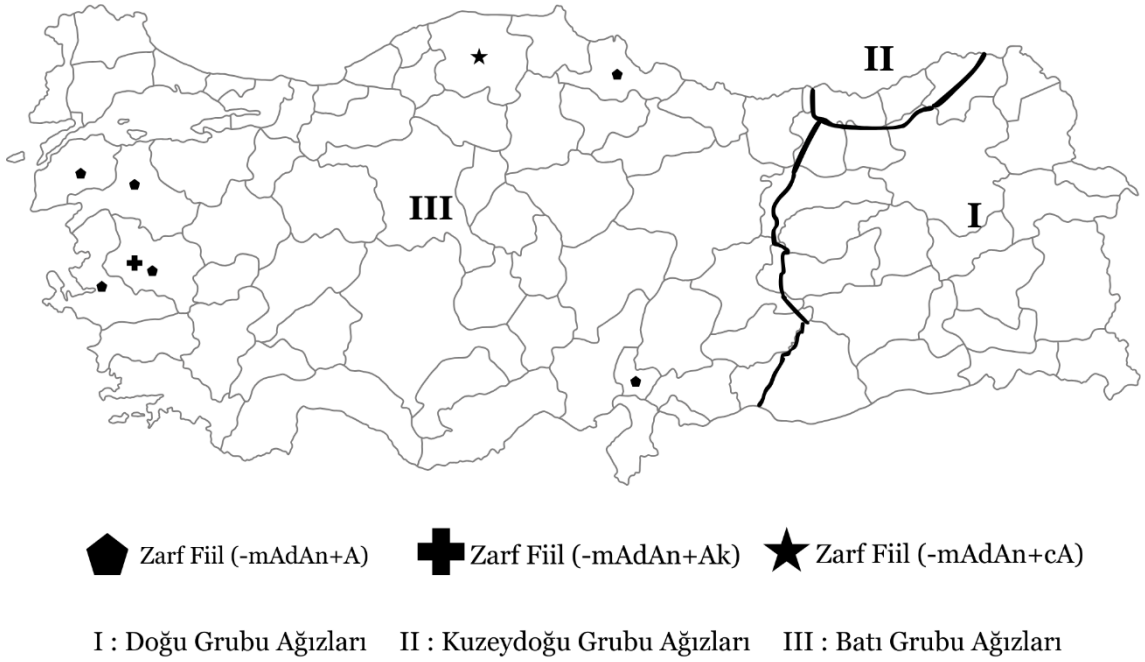 II
III
I
Zarf Fiil (-mAdAn+A) Zarf Fiil (-mAdAn+Ak) Zarf Fiil (-mAdAn+cA)
I : Doğu Grubu Ağızları II : Kuzeydoğu Grubu Ağızları III : Batı Grubu Ağızları